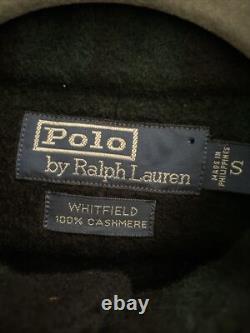 Polo
by Ralph Lauren
S
MADE IN
PHILIPPINES
WHITFIELD
100% CASHMERE